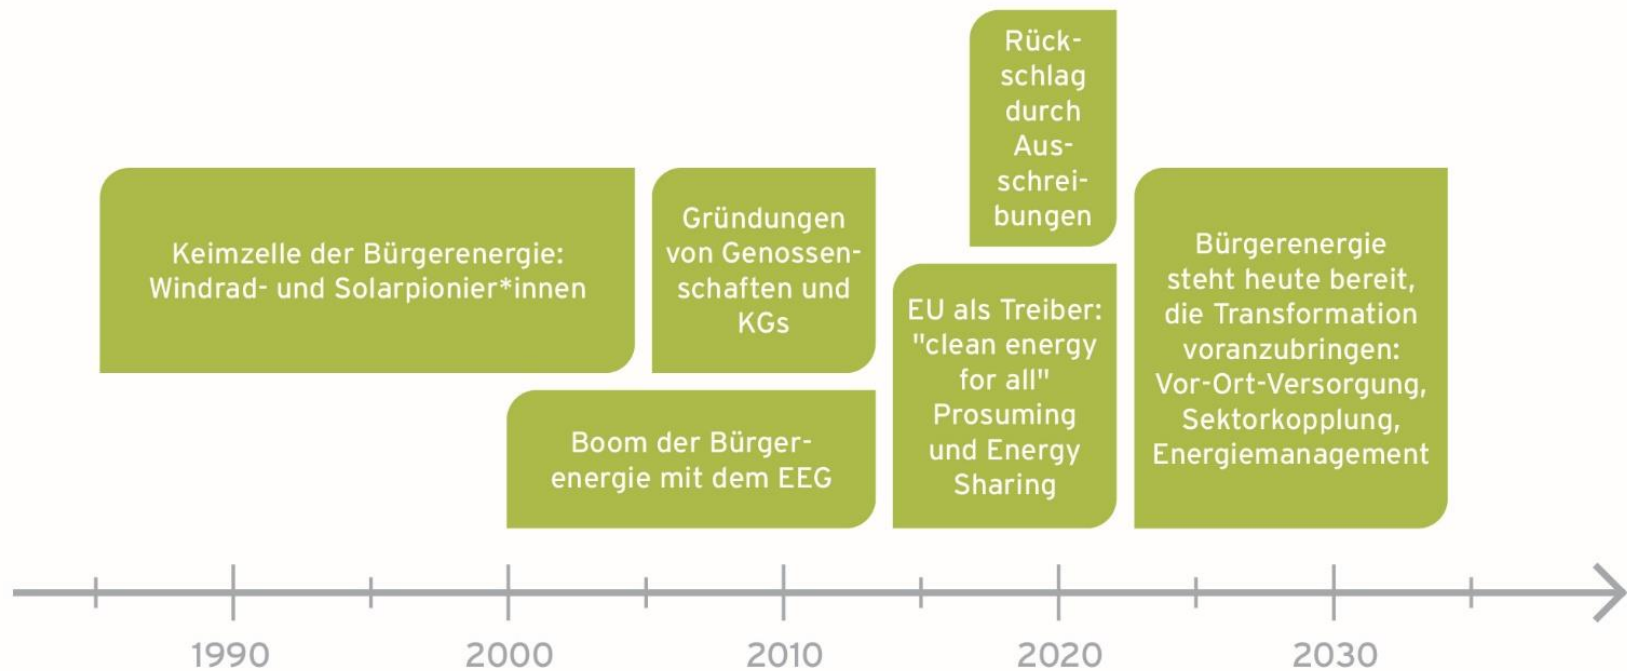 Keimzelle der Bürgerenergie:
Windrad- und Solarpionier*innen
Gründungen
von Genossen-
schaften und
KGs
Boom der Bürger-
energie mit dem EEG
Rück-
schlag
durch
Aus-
schrei-
bungen
EU als Treiber:
"clean energy
for all"
Prosuming
und Energy
Sharing
Bürgerenergie
steht heute bereit,
die Transformation
voranzubringen:
Vor-Ort-Versorgung,
Sektorkopplung,
Energiemanagement
1990
2000
2010
2020
2030